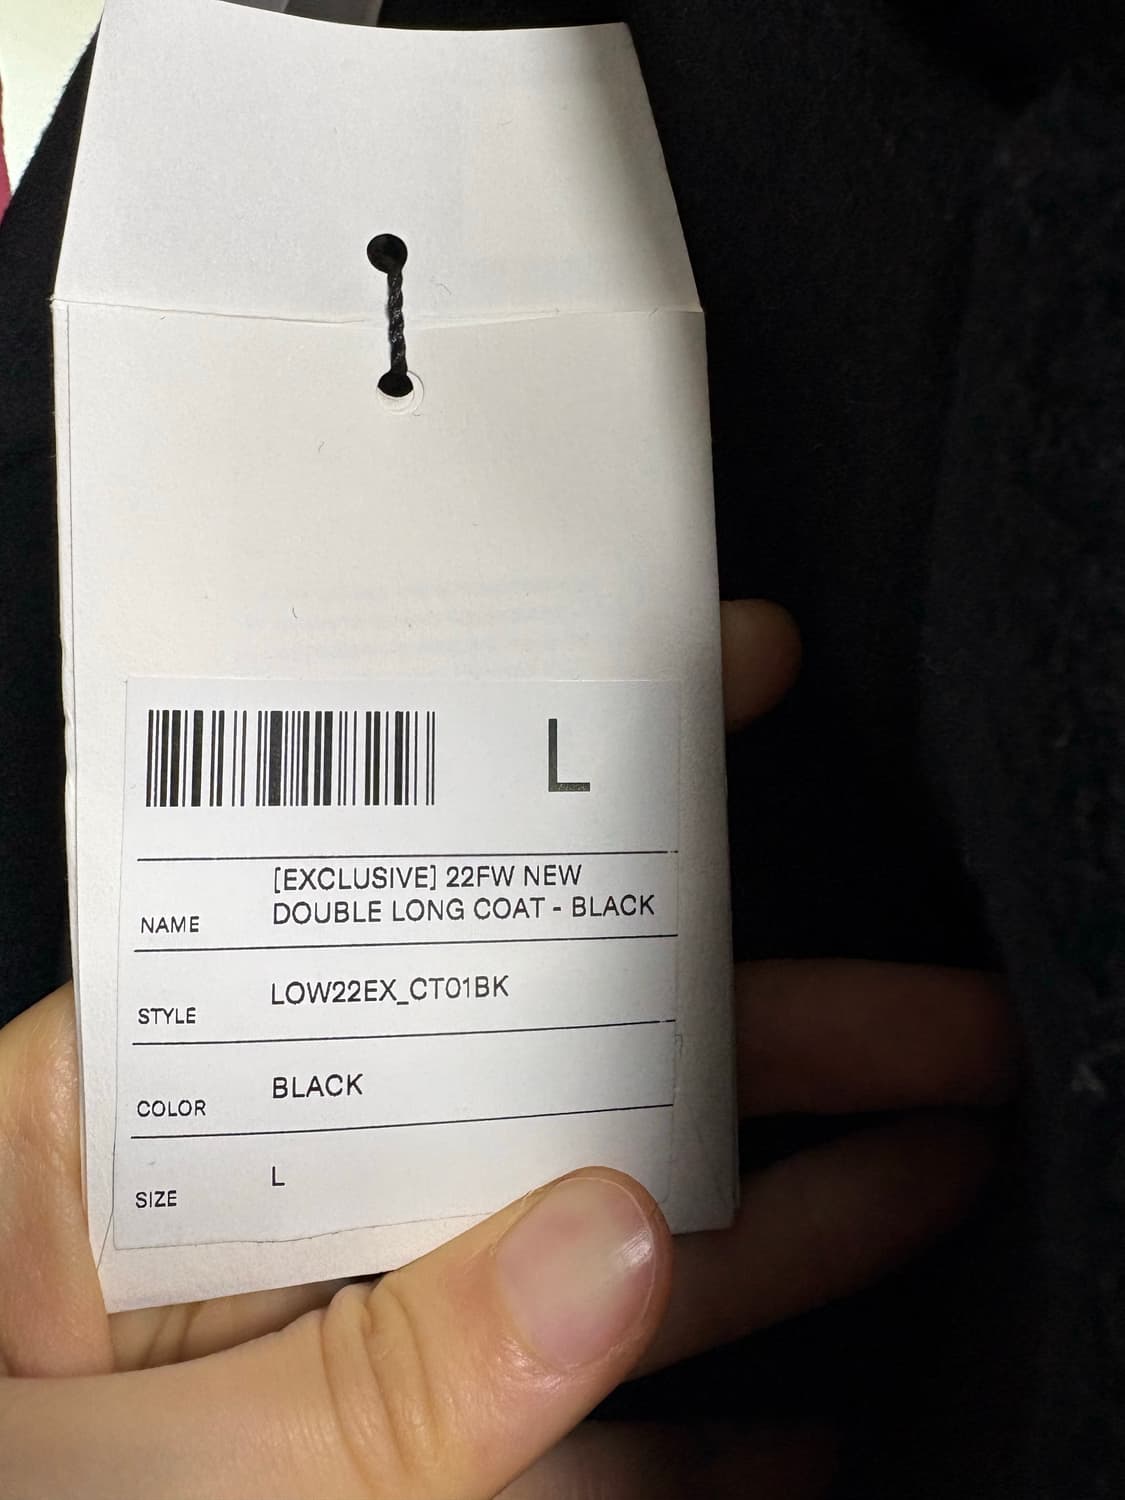 L
NAME [EXCLUSIVE] 22FW NEW
DOUBLE LONG COAT - BLACK
STYLE LOW22EX_CT01BK
COLOR BLACK
SIZE L